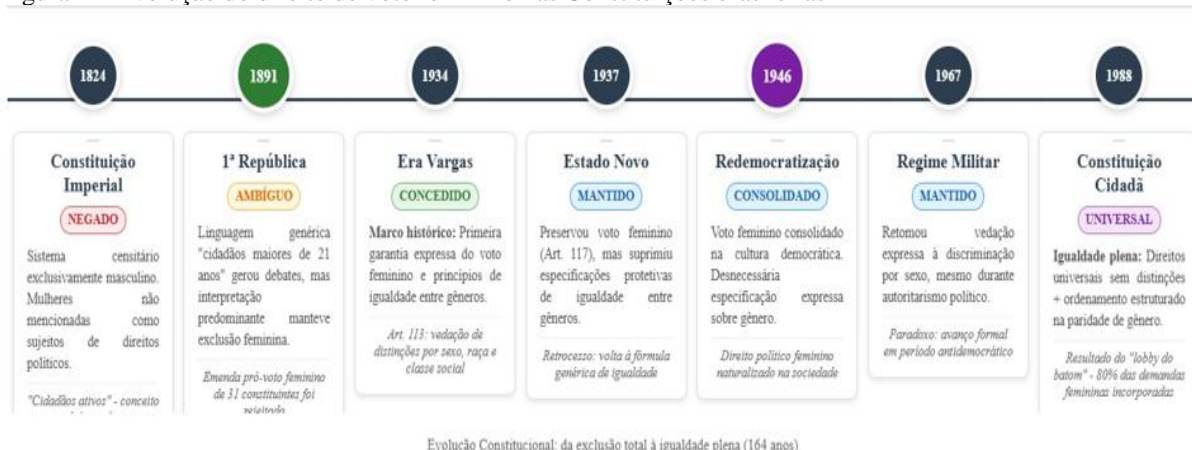 1824
1891
1934
1937
1946
1967
1988
Constituição
Imperial
NEGADO
Sistema censitário
exclusivamente masculino.
Mulheres não
mencionadas como
sujeitos de direitos
políticos.
"Cidadãos ativos" - conceito
1ª República
AMBÍGUO
Linguagem genérica
"cidadãos maiores de 21
anos" gerou debates, mas
interpretação
predominante manteve
exclusão feminina.
Emenda pró-voto feminino
de 31 constituintes foi
rejeitada
Era Vargas
CONCEDIDO
Marco histórico: Primeira
garantia expressa do voto
feminino e princípios de
igualdade entre gêneros.
Art. 113: vedação de
distinções por sexo, raça e
classe social
Estado Novo
MANTIDO
Preservou voto feminino
(Art. 117), mas suprimiu
especificações protetivas
de igualdade entre
gêneros.
Retrocesso: volta à fórmula
genérica de igualdade
Redemocratização
CONSOLIDADO
Voto feminino consolidado
na cultura democrática.
Desnecessária
especificação expressa
sobre gênero.
Direito político feminino
naturalizado na sociedade
Regime Militar
MANTIDO
Retomou vedação
expressa à discriminação
por sexo, mesmo durante
autoritarismo político.
Paradoxo: avanço formal
em período antidemocrático
Constituição
Cidadã
UNIVERSAL
Igualdade plena: Direitos
universais sem distinções
+ ordenamento estruturado
na paridade de gênero.
Resultado do "lobby do
batom" - 80% das demandas
femininas incorporadas
Evolução Constitucional: da exclusão total à igualdade plena (164 anos)